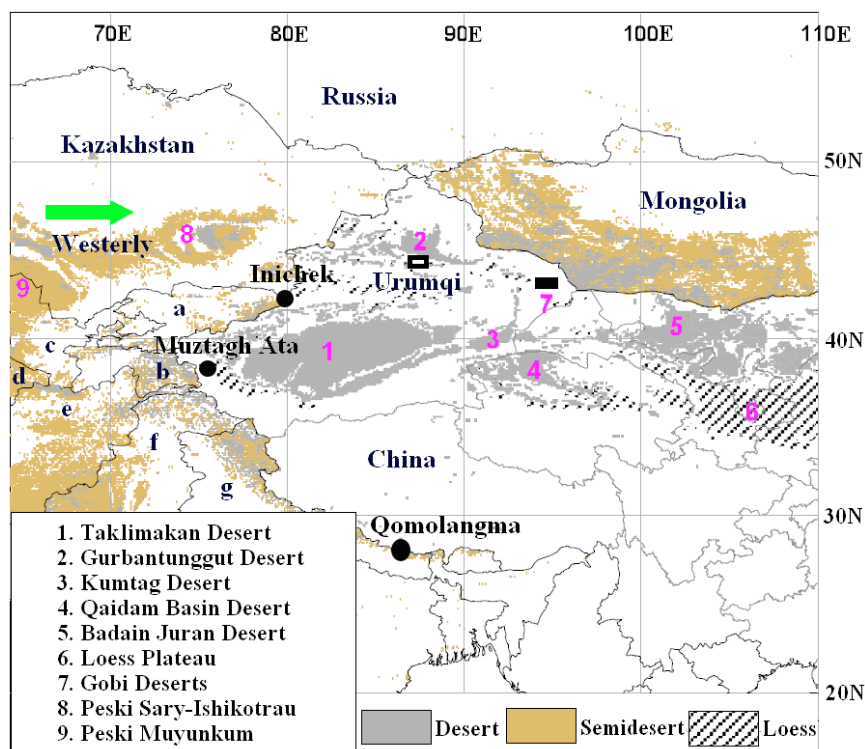 70E 80E 90E 100E 110E
Russia
Kazakhstan
50N
Mongolia
8
Westerly
2
Inichek
Urumqi
9
7
a
5
Muztagh Ata
c
1
3
40N
d
b
4
e
6
f
China
g
Qomolangma
30N
1. Taklimakan Desert
2. Gurbantunggut Desert
3. Kumtag Desert
4. Qaidam Basin Desert
5. Badain Juran Desert
6. Loess Plateau
7. Gobi Deserts
8. Peski Sary-Ishikotrau
9. Peski Muyunkum
20N
Desert Semidesert Loess